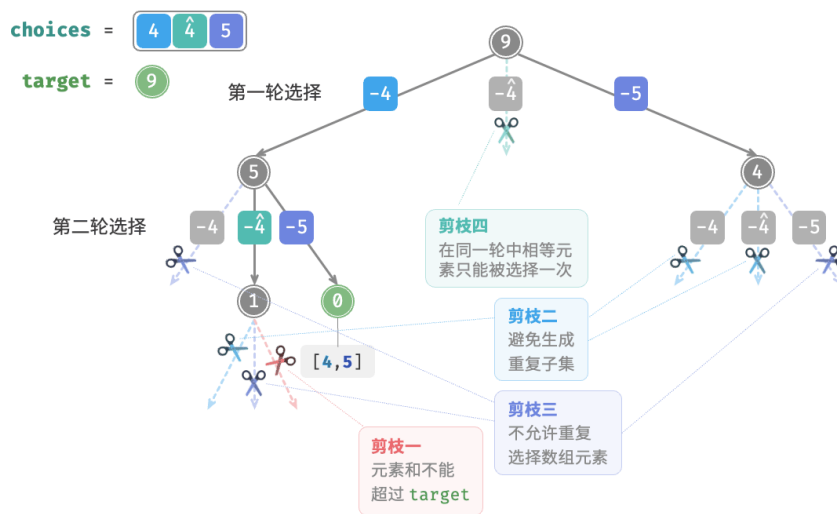 choices = 4 4̂ 5
target = 9
9
第一轮选择
-4 -4̂ -5
5 4
第二轮选择
-4 -4̂ -5
-4 -4̂ -5
剪枝四
在同一轮中相等元
素只能被选择一次
1 0
[4,5]
剪枝二
避免生成
重复子集
剪枝三
不允许重复
选择数组元素
剪枝一
元素和不能
超过 target